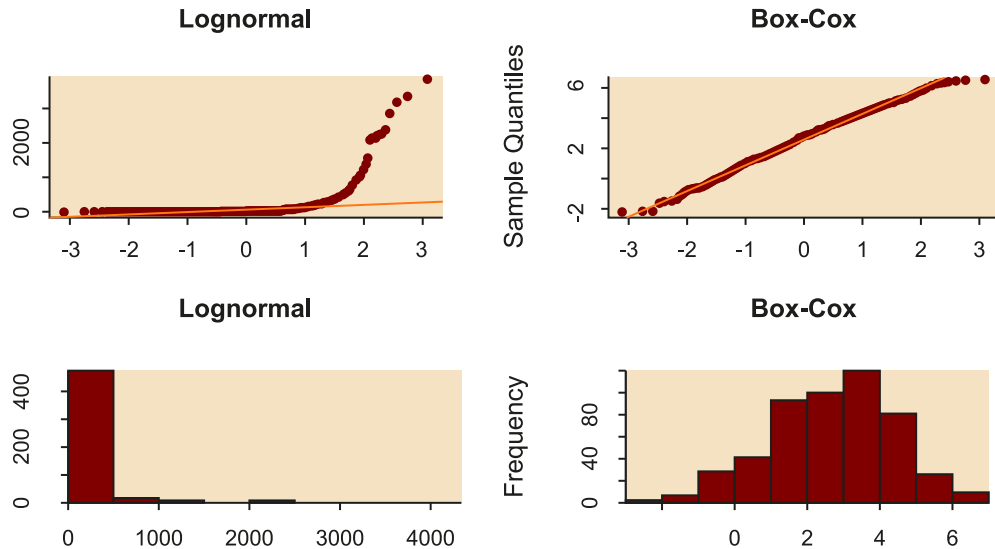 Lognormal
0 2000
-3 -2 -1 0 1 2 3
Box-Cox
Sample Quantiles
-2 2 6
-3 -2 -1 0 1 2 3
Lognormal
0 200 400
0 1000 2000 3000 4000
Box-Cox
Frequency
0 40 80
0 2 4 6